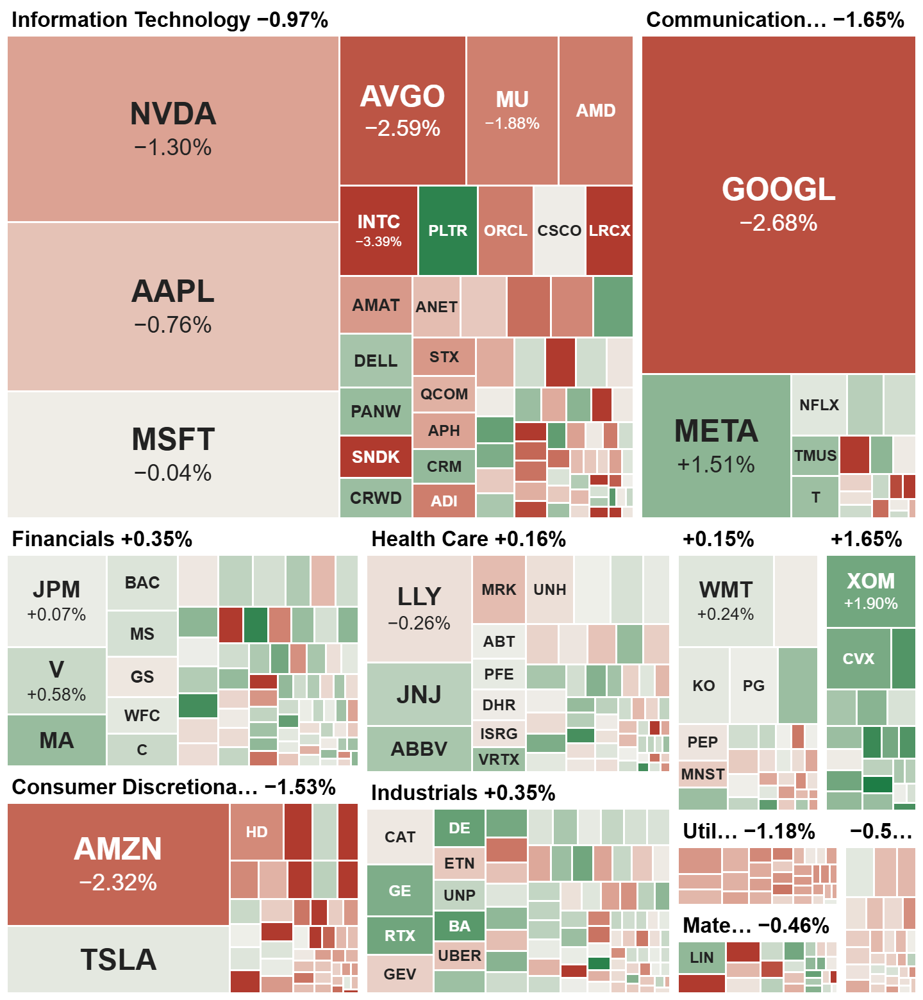 Information Technology −0.97%
NVDA
−1.30%
AAPL
−0.76%
MSFT
−0.04%
AVGO
−2.59%
MU
−1.88%
AMD
INTC
−3.39%
PLTR
ORCL
CSCO
LRCX
AMAT
ANET
DELL
STX
QCOM
PANW
APH
SNDK
CRM
CRWD
ADI
Communication… −1.65%
GOOGL
−2.68%
META
+1.51%
NFLX
TMUS
T
Financials +0.35%
JPM
+0.07%
V
+0.58%
MA
BAC
MS
GS
WFC
C
Health Care +0.16%
LLY
−0.26%
JNJ
ABBV
MRK
UNH
ABT
PFE
DHR
ISRG
VRTX
+0.15%
WMT
+0.24%
KO
PG
PEP
MNST
+1.65%
XOM
+1.90%
CVX
Consumer Discretiona… −1.53%
AMZN
−2.32%
TSLA
HD
Industrials +0.35%
CAT
GE
RTX
GEV
DE
ETN
UNP
BA
UBER
Util… −1.18%
−0.5…
Mate… −0.46%
LIN